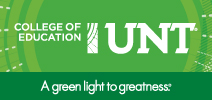 COLLEGE OF
EDUCATION
UNT
A green light to greatness.®